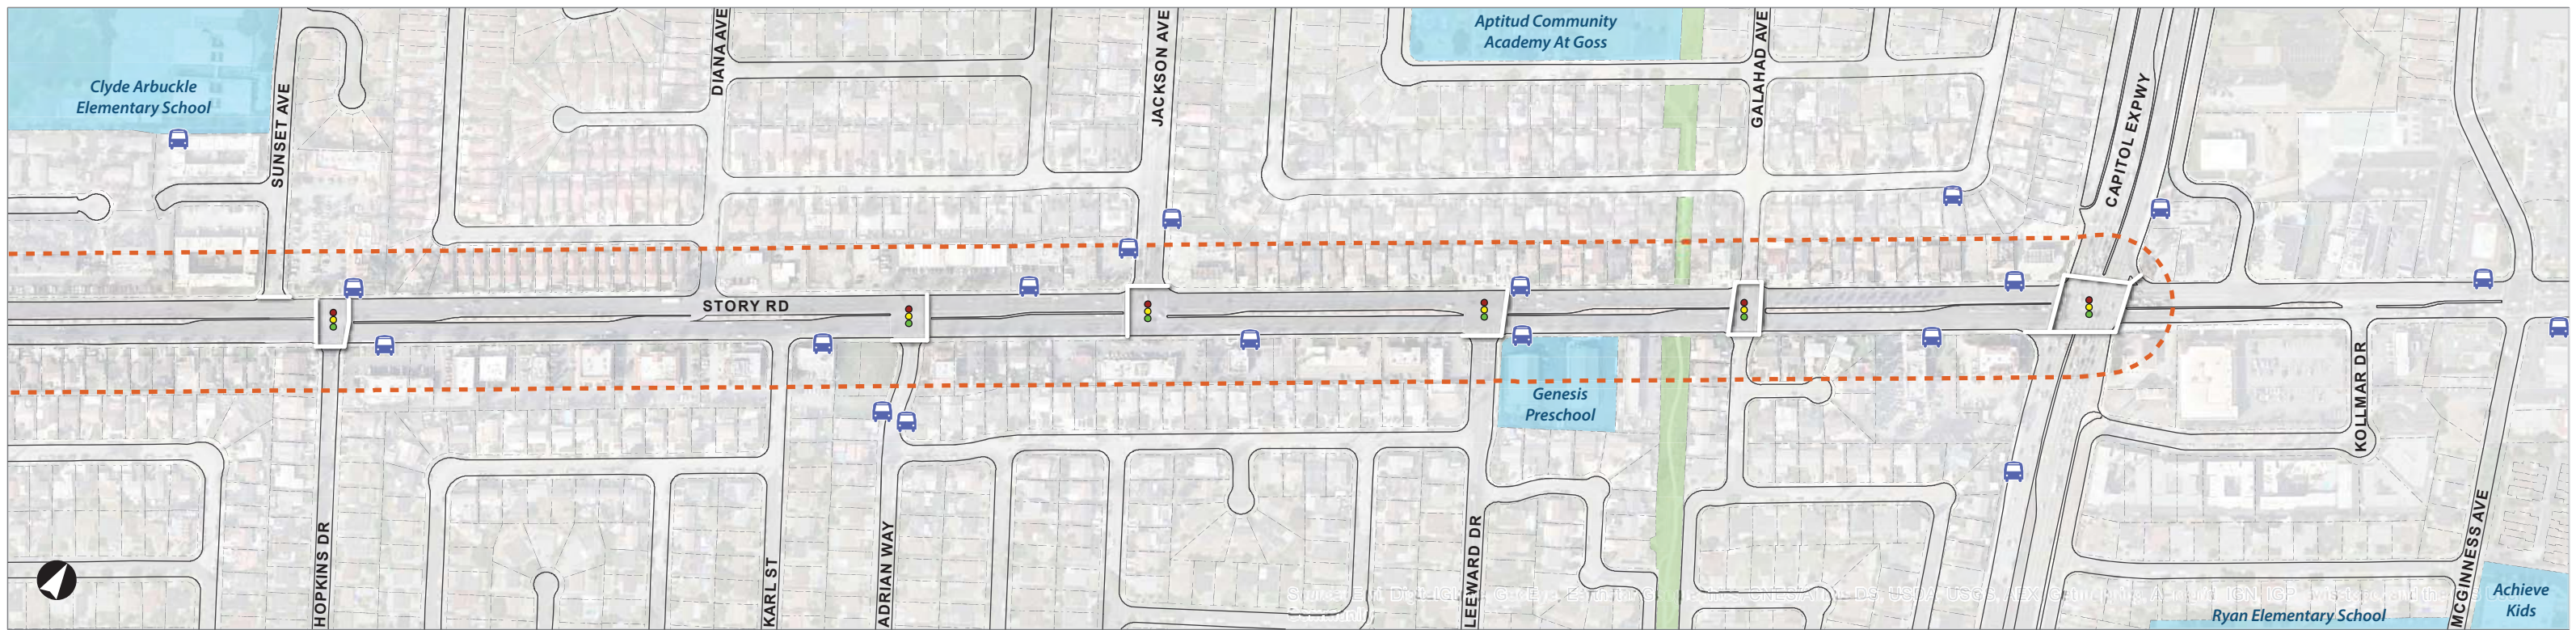 Clyde Arbuckle
Elementary School
SUNSET AVE
DIANA AVE
JACKSON AVE
Aptitud Community
Academy At Goss
GALAHAD AVE
CAPITOL EXPWY
STORY RD
Genesis
Preschool
HOPKINS DR
KARL ST
ADRIAN WAY
LEEWARD DR
KOLLMAR DR
MCGINNESS AVE
Ryan Elementary School
Achieve
Kids